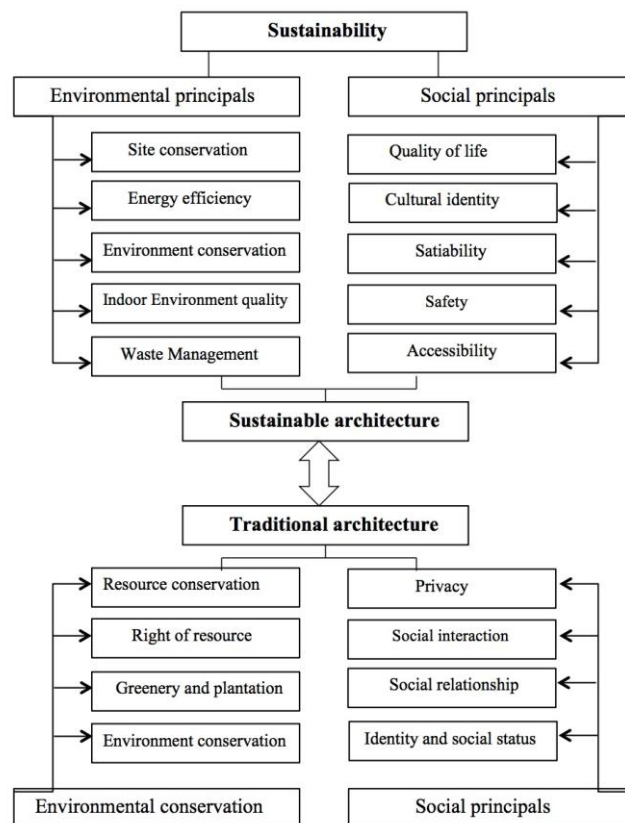 Sustainability
Environmental principals
Social principals
Site conservation
Quality of life
Energy efficiency
Cultural identity
Environment conservation
Satiability
Indoor Environment quality
Safety
Waste Management
Accessibility
Sustainable architecture
Traditional architecture
Resource conservation
Privacy
Right of resource
Social interaction
Greenery and plantation
Social relationship
Environment conservation
Identity and social status
Environmental conservation
Social principals